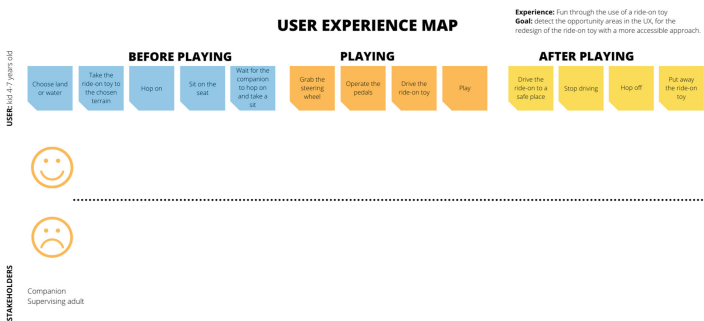 USER EXPERIENCE MAP
Experience: Fun through the use of a ride-on toy
Goal: detect the opportunity areas in the UX, for the
redesign of the ride-on toy with a more accessible approach.
USER: kid 4-7 years old
BEFORE PLAYING
PLAYING
AFTER PLAYING
Choose land
or water
Take the
ride-on toy to
the chosen
terrain
Hop on
Sit on the
seat
Wait for the
companion
to hop on
and take a
sit
Grab the
steering
wheel
Operate the
pedals
Drive the
ride-on toy
Play
Drive the
ride-on to a
safe place
Stop driving
Hop off
Put away
the ride-on
toy
STAKEHOLDERS
Companion
Supervising adult